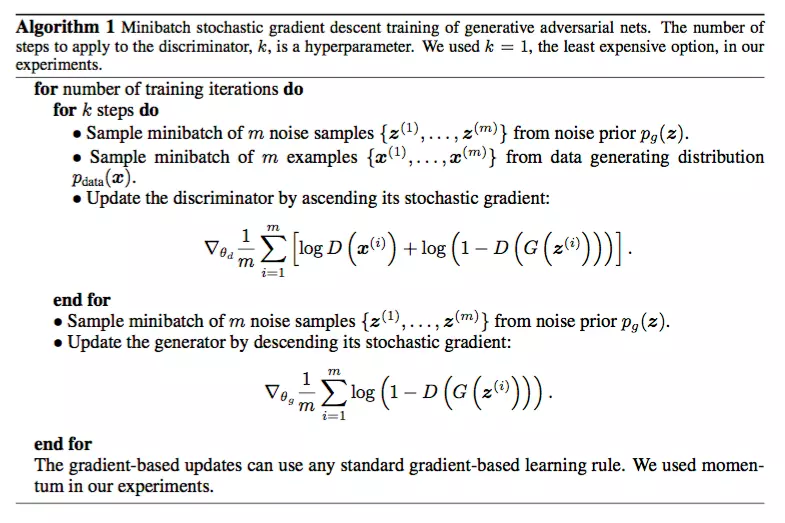 Algorithm 1 Minibatch stochastic gradient descent training of generative adversarial nets. The number of
steps to apply to the discriminator, k, is a hyperparameter. We used k = 1, the least expensive option, in our
experiments.
for number of training iterations do
for k steps do
• Sample minibatch of m noise samples {z^(1), . . . , z^(m)} from noise prior p_g(z).
• Sample minibatch of m examples {x^(1), . . . , x^(m)} from data generating distribution
p_data(x).
• Update the discriminator by ascending its stochastic gradient:
∇_θ_d 1/m ∑_{i=1}^{m} [log D (x^(i)) + log (1 − D (G (z^(i))))] .
end for
• Sample minibatch of m noise samples {z^(1), . . . , z^(m)} from noise prior p_g(z).
• Update the generator by descending its stochastic gradient:
∇_θ_g 1/m ∑_{i=1}^{m} log (1 − D (G (z^(i)))) .
end for
The gradient-based updates can use any standard gradient-based learning rule. We used momen-
tum in our experiments.